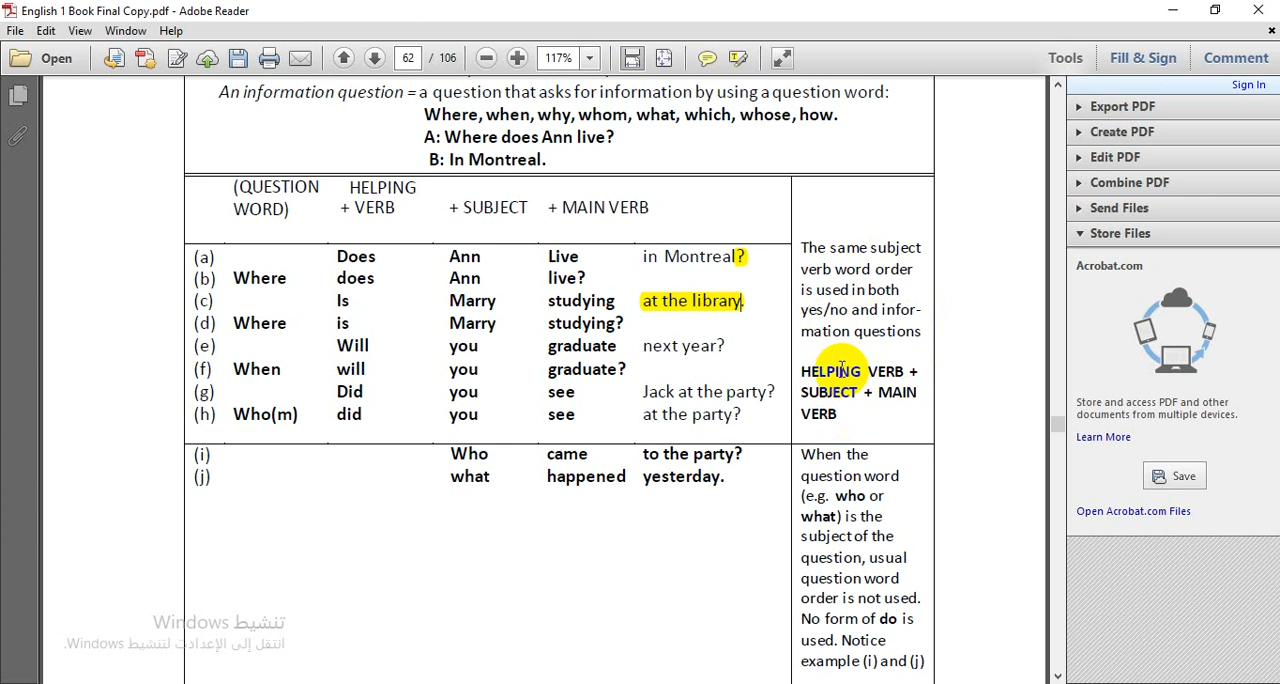 English 1 Book Final Copy.pdf - Adobe Reader
File Edit View Window Help
Open 62 / 106 117% Tools Fill & Sign Comment
Sign In
Export PDF
Create PDF
Edit PDF
Combine PDF
Send Files
Store Files
Acrobat.com
Store and access PDF and other
documents from multiple devices.
Learn More
Save
Open Acrobat.com Files
An information question = a question that asks for information by using a question word:
Where, when, why, whom, what, which, whose, how.
A: Where does Ann live?
B: In Montreal.
(QUESTION WORD) HELPING + VERB + SUBJECT + MAIN VERB
(a) Does Ann Live in Montreal?
(b) Where does Ann live?
(c) Is Marry studying at the library.
(d) Where is Marry studying?
(e) Will you graduate next year?
(f) When will you graduate?
(g) Did you see Jack at the party?
(h) Who(m) did you see at the party?
The same subject
verb word order
is used in both
yes/no and infor-
mation questions
HELPING VERB +
SUBJECT + MAIN
VERB
(i) Who came to the party?
(j) what happened yesterday.
When the
question word
(e.g. who or
what) is the
subject of the
question, usual
question word
order is not used.
No form of do is
used. Notice
example (i) and (j)
تنشيط Windows
انتقل إلى الإعدادات لتنشيط Windows.